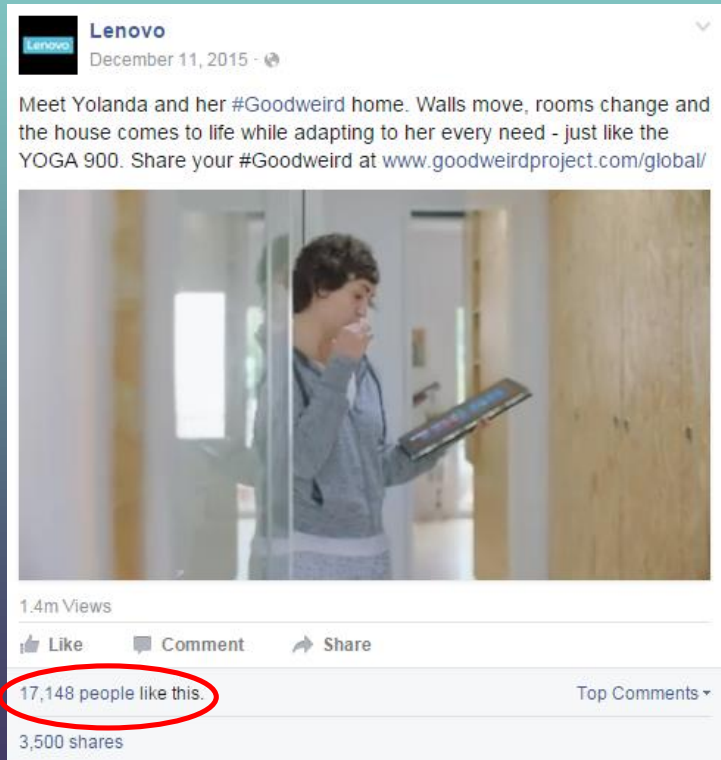 Lenovo
Lenovo
December 11, 2015 ·
Meet Yolanda and her #Goodweird home. Walls move, rooms change and
the house comes to life while adapting to her every need - just like the
YOGA 900. Share your #Goodweird at www.goodweirdproject.com/global/
1.4m Views
Like Comment Share
17,148 people like this.
Top Comments
3,500 shares